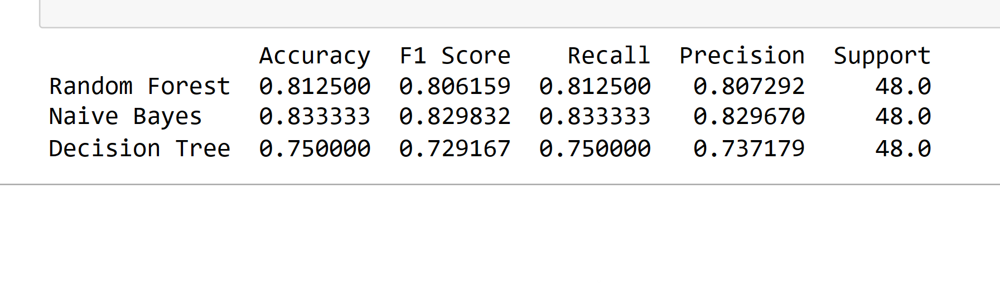 Accuracy F1 Score Recall Precision Support
Random Forest 0.812500 0.806159 0.812500 0.807292 48.0
Naive Bayes 0.833333 0.829832 0.833333 0.829670 48.0
Decision Tree 0.750000 0.729167 0.750000 0.737179 48.0